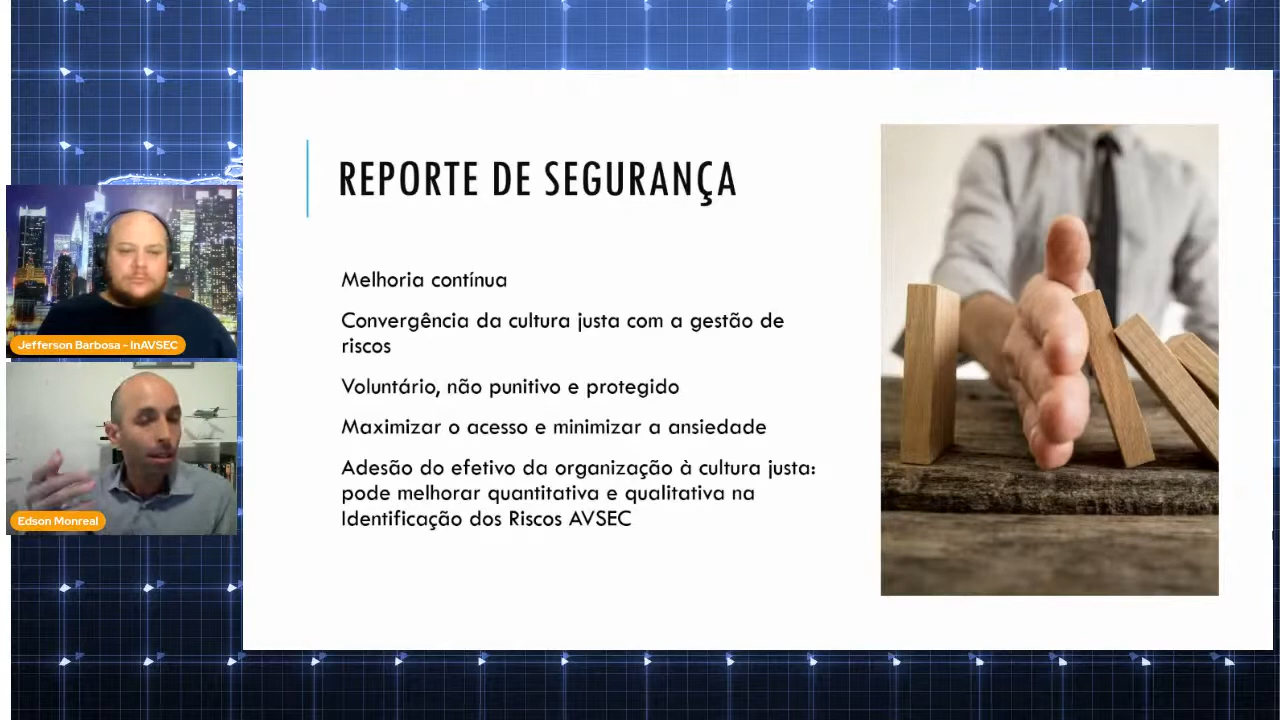 REPORTE DE SEGURANÇA
Melhoria contínua
Convergência da cultura justa com a gestão de
riscos
Voluntário, não punitivo e protegido
Maximizar o acesso e minimizar a ansiedade
Adesão do efetivo da organização à cultura justa:
pode melhorar quantitativa e qualitativa na
Identificação dos Riscos AVSEC
Jefferson Barbosa - InAVSEC
Edson Monreal